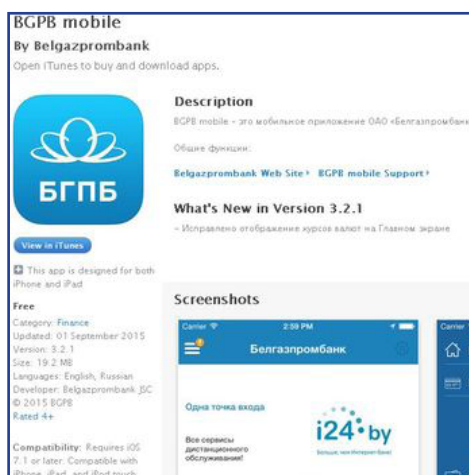 BGPB mobile
By Belgazprombank
Open iTunes to buy and download apps.
БГПБ
View in iTunes
This app is designed for both
iPhone and iPad
Free
Category: Finance
Updated: 01 September 2015
Version: 3.2.1
Size: 19.2 MB
Languages: English, Russian
Developer: Belgazprombank JSC
© 2015 BGPB
Rated 4+
Compatibility: Requires iOS
7.1 or later. Compatible with
iPhone, iPad, and iPod touch
Description
BGPB mobile - это мобильное приложение ОАО «Белгазпромбанк
Общие функции:
Belgazprombank Web Site BGPB mobile Support
What's New in Version 3.2.1
- Исправлено отображение курсов валют на Главном экране
Screenshots
Carrier 2:59 PM
Белгазпромбанк
Одна точка входа
i24.by
Больше, чем Интернет-банк!
Все сервисы
дистанционного
обслуживания!
Carrier